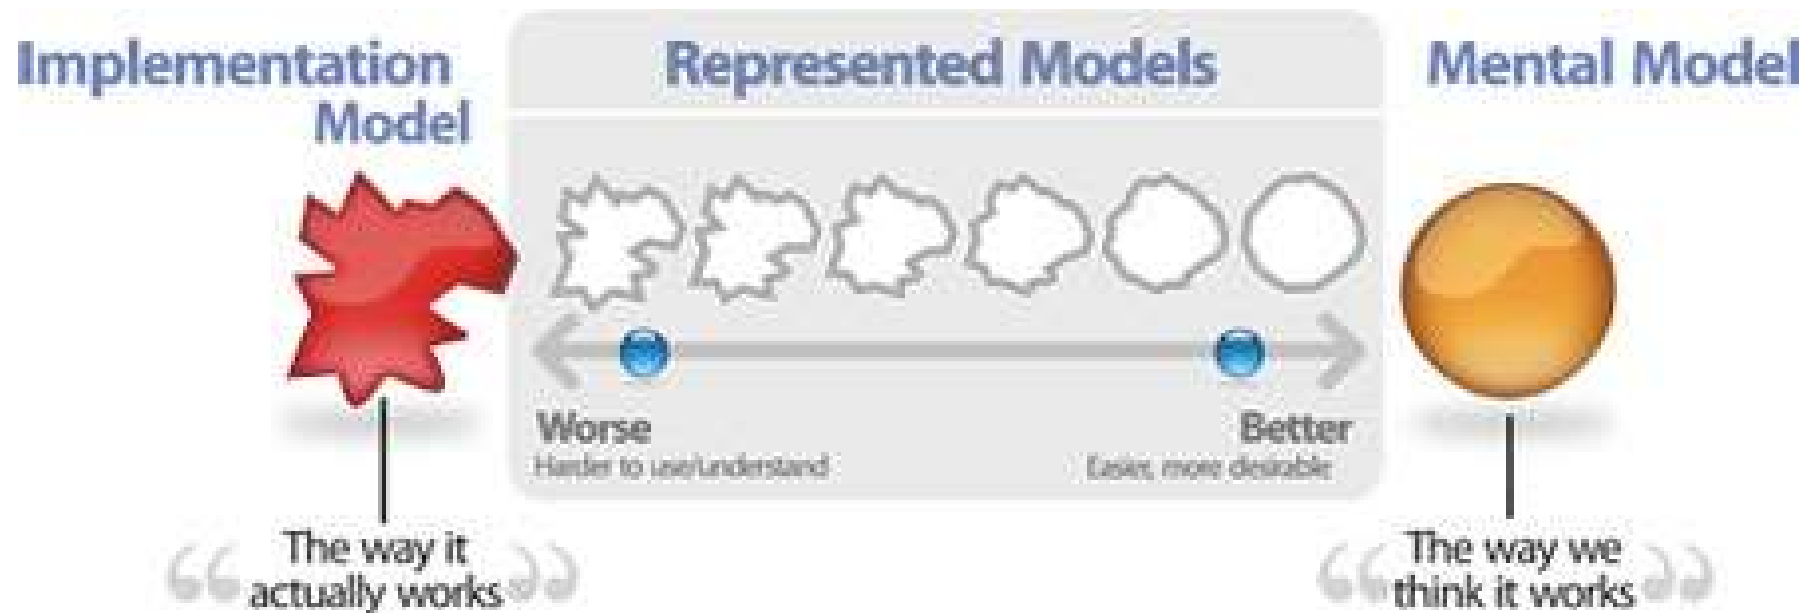 Implementation
Model
Represented Models
Mental Model
Worse
Harder to use/understand
Better
Easier, more desirable
“The way it
actually works”
“The way we
think it works”